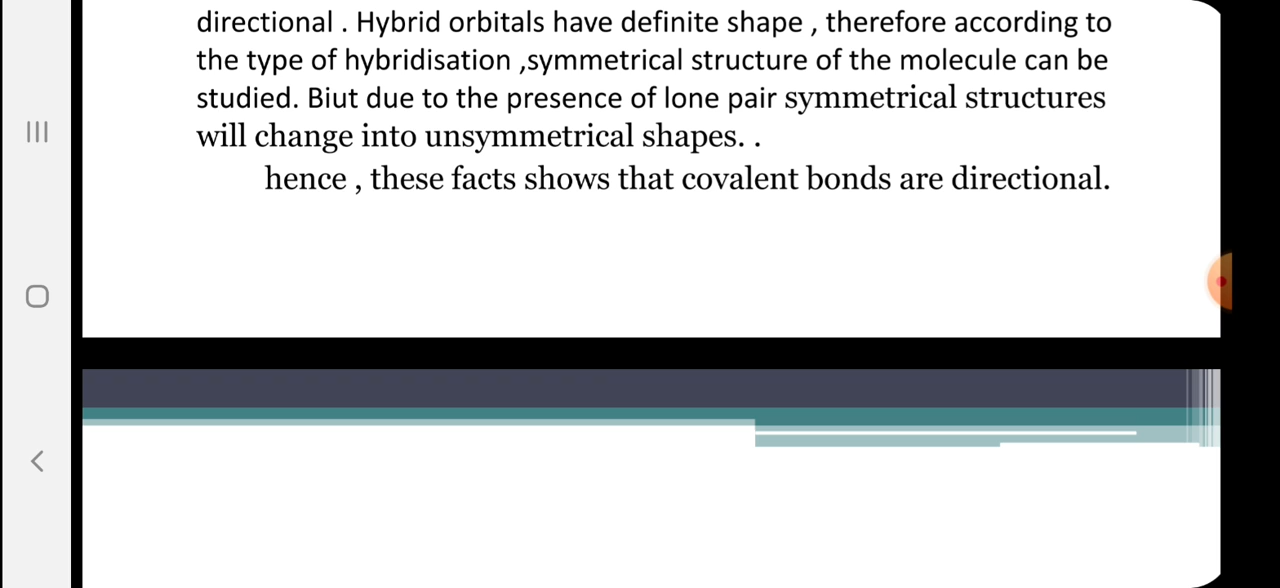 directional . Hybrid orbitals have definite shape , therefore according to
the type of hybridisation ,symmetrical structure of the molecule can be
studied. Biut due to the presence of lone pair symmetrical structures
will change into unsymmetrical shapes. .
hence , these facts shows that covalent bonds are directional.